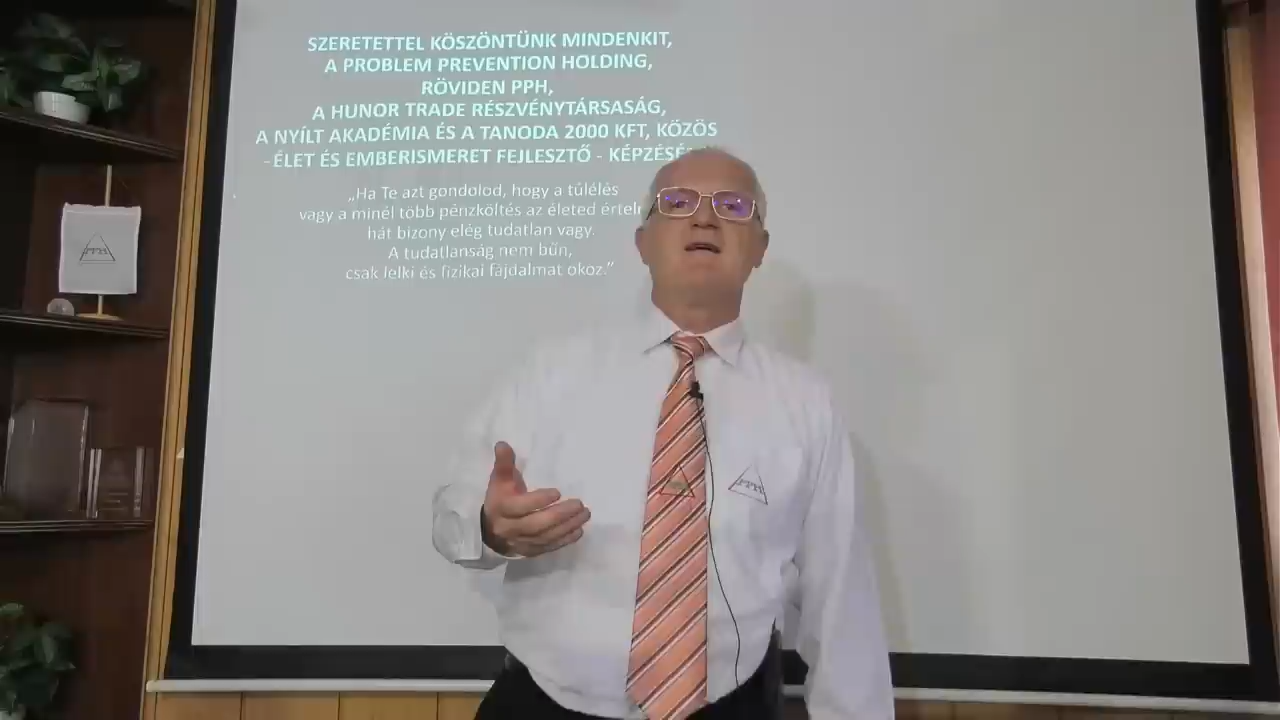 SZERETETTEL KÖSZÖNTÜNK MINDENKIT,
A PROBLEM PREVENTION HOLDING,
RÖVIDEN PPH,
A HUNOR TRADE RÉSZVÉNYTÁRSASÁG,
A NYÍLT AKADÉMIA ÉS A TANODA 2000 KFT, KÖZÖS
- ÉLET ÉS EMBERISMERET FEJLESZTŐ -
„Ha Te azt gondolod, hogy a túlélés
vagy a minél több pénzköltés az életed
hát bizony elég tudatlan vagy.
A tudatlanság nem bűn,
csak lelki és fizikai fájdalmat okoz.”
PPH